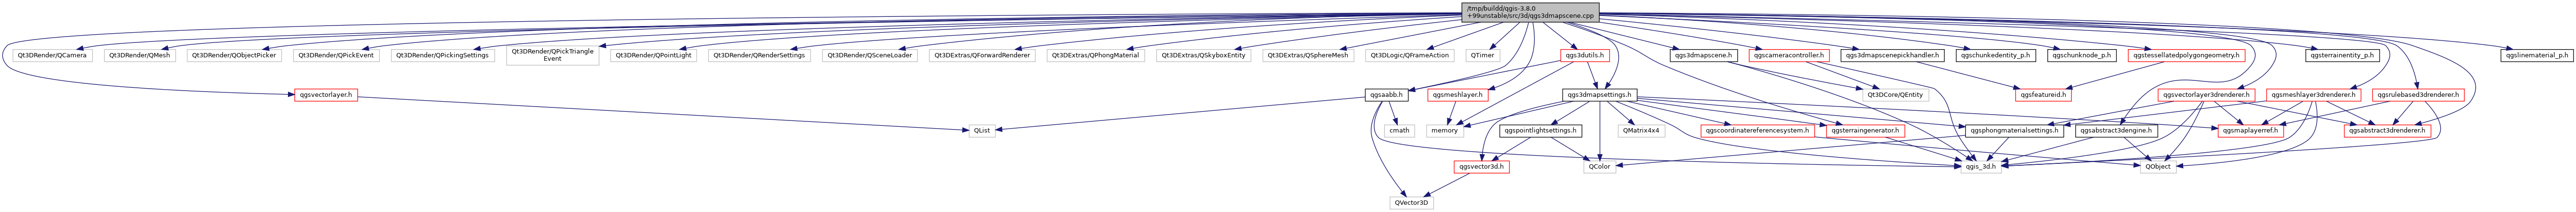 /tmp/buildd/qgis-3.8.0
+99unstable/src/3d/qgs3dmapscene.cpp
Qt3DRender/QCamera
Qt3DRender/QMesh
Qt3DRender/QObjectPicker
Qt3DRender/QPickEvent
Qt3DRender/QPickingSettings
Qt3DRender/QPickTriangle
Event
Qt3DRender/QPointLight
Qt3DRender/QRenderSettings
Qt3DRender/QSceneLoader
Qt3DExtras/QForwardRenderer
Qt3DExtras/QPhongMaterial
Qt3DExtras/QSkyboxEntity
Qt3DExtras/QSphereMesh
Qt3DLogic/QFrameAction
QTimer
qgs3dutils.h
qgs3dmapscene.h
qgscameracontroller.h
qgs3dmapscenepickhandler.h
qgschunkedentity_p.h
qgschunknode_p.h
qgstessellatedpolygongeometry.h
qgsterrainentity_p.h
qgslinematerial_p.h
qgsvectorlayer.h
qgsaabb.h
qgsmeshlayer.h
qgs3dmapsettings.h
Qt3DCore/QEntity
qgsfeatureid.h
qgsvectorlayer3drenderer.h
qgsmeshlayer3drenderer.h
qgsrulebased3drenderer.h
QList
cmath
memory
qgspointlightsettings.h
QMatrix4x4
qgscoordinatereferencesystem.h
qgsterraingenerator.h
qgsphongmaterialsettings.h
qgsabstract3dengine.h
qgsmaplayerref.h
qgsabstract3drenderer.h
qgsvector3d.h
QColor
qgis_3d.h
QObject
QVector3D